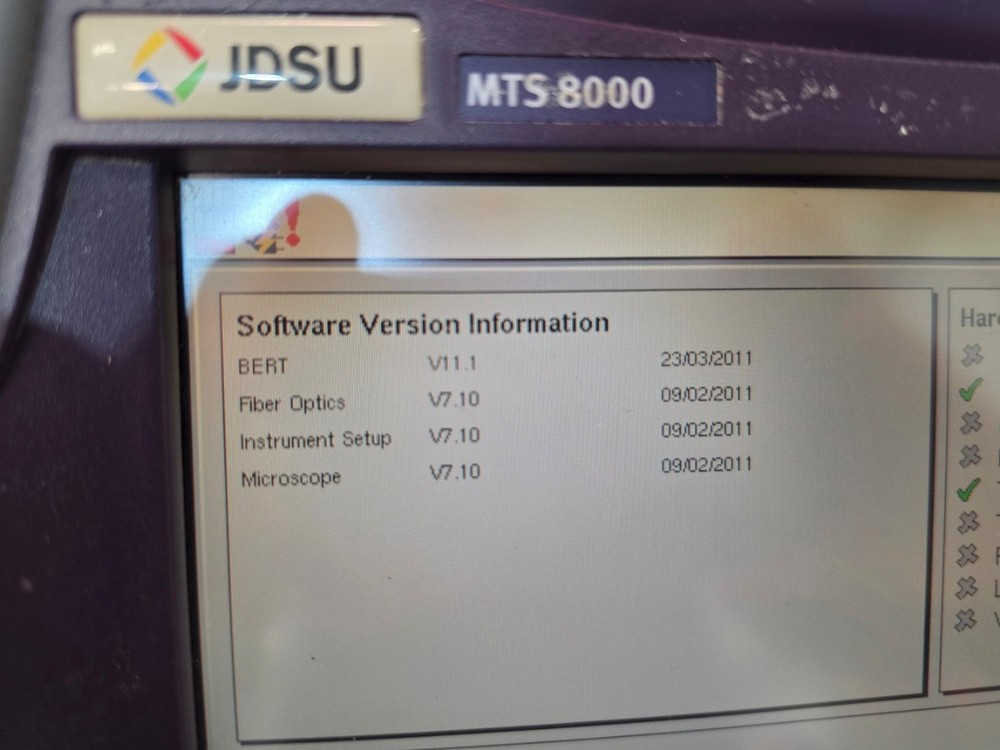 JDSU
MTS 8000
Software Version Information
BERT V11.1 23/03/2011
Fiber Optics V7.10 09/02/2011
Instrument Setup V7.10 09/02/2011
Microscope V7.10 09/02/2011